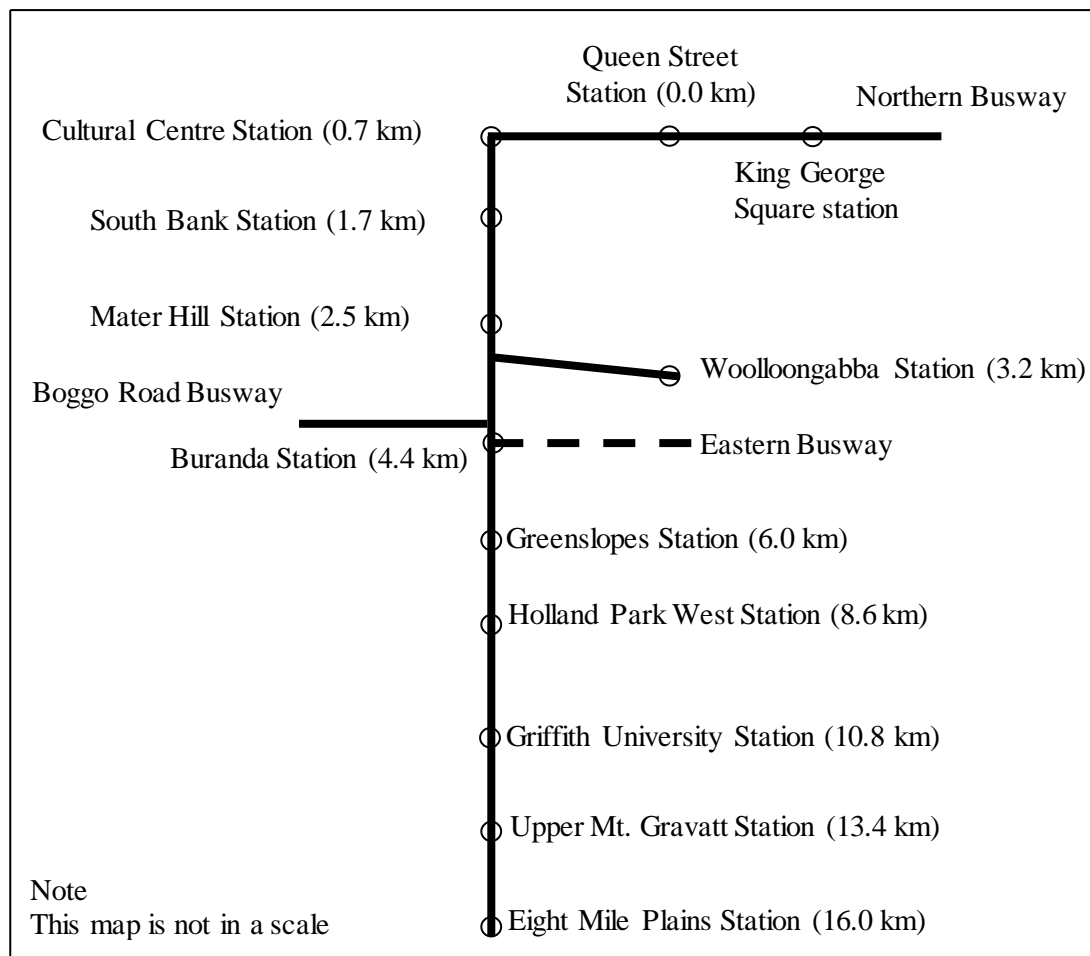 Queen Street
Station (0.0 km)
Northern Busway
Cultural Centre Station (0.7 km)
King George
Square station
South Bank Station (1.7 km)
Mater Hill Station (2.5 km)
Woolloongabba Station (3.2 km)
Boggo Road Busway
Eastern Busway
Buranda Station (4.4 km)
Greenslopes Station (6.0 km)
Holland Park West Station (8.6 km)
Griffith University Station (10.8 km)
Upper Mt. Gravatt Station (13.4 km)
Note
This map is not in a scale
Eight Mile Plains Station (16.0 km)